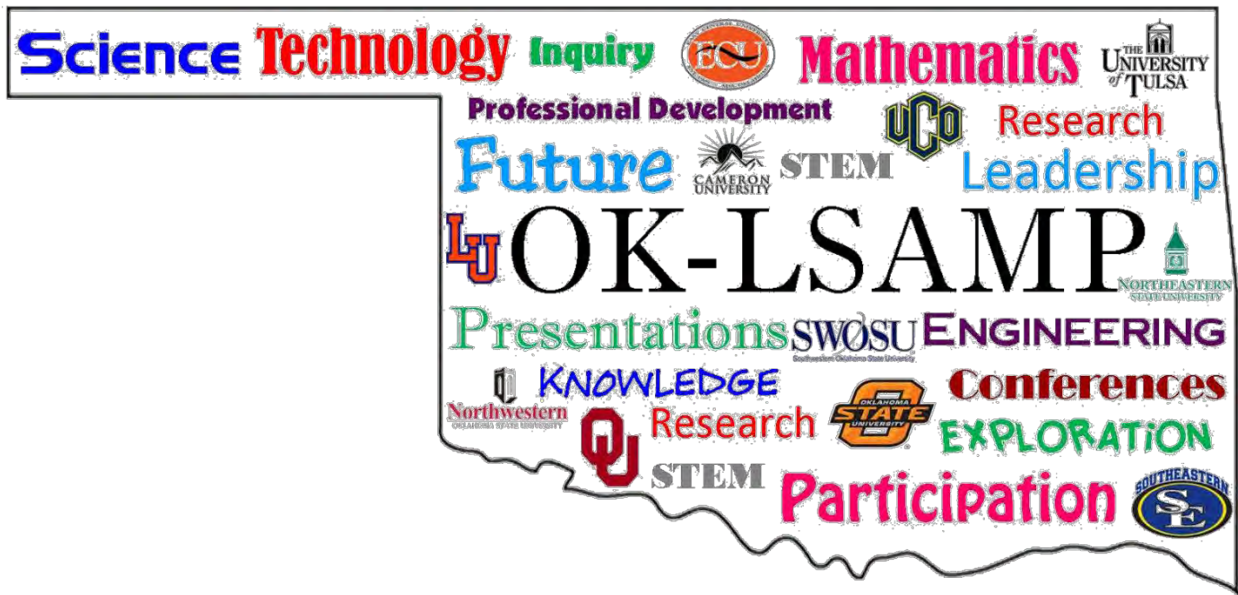 Science Technology Inquiry ECU Mathematics THE UNIVERSITY of TULSA
Professional Development UCO Research
Future CAMERON UNIVERSITY STEM Leadership
LU OK-LSAMP NORTHEASTERN STATE UNIVERSITY
Presentations SWOSU Southwestern Oklahoma State University ENGINEERING
KNOWLEDGE Conferences
Northwestern OKLAHOMA STATE UNIVERSITY OU Research OKLAHOMA STATE UNIVERSITY EXPLORATION
STEM Participation SOUTHEASTERN SE